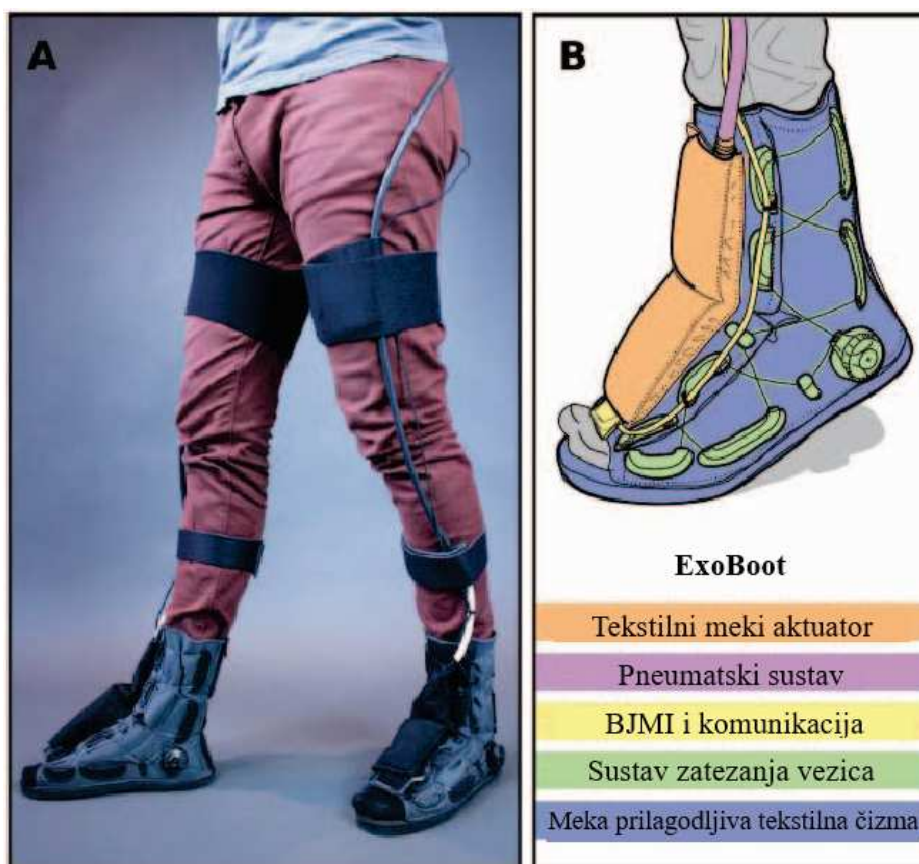 A
B
ExoBoot
Tekstilni meki aktuator
Pneumatski sustav
BJMI i komunikacija
Sustav zatezanja vezica
Meka prilagodljiva tekstilna čizma